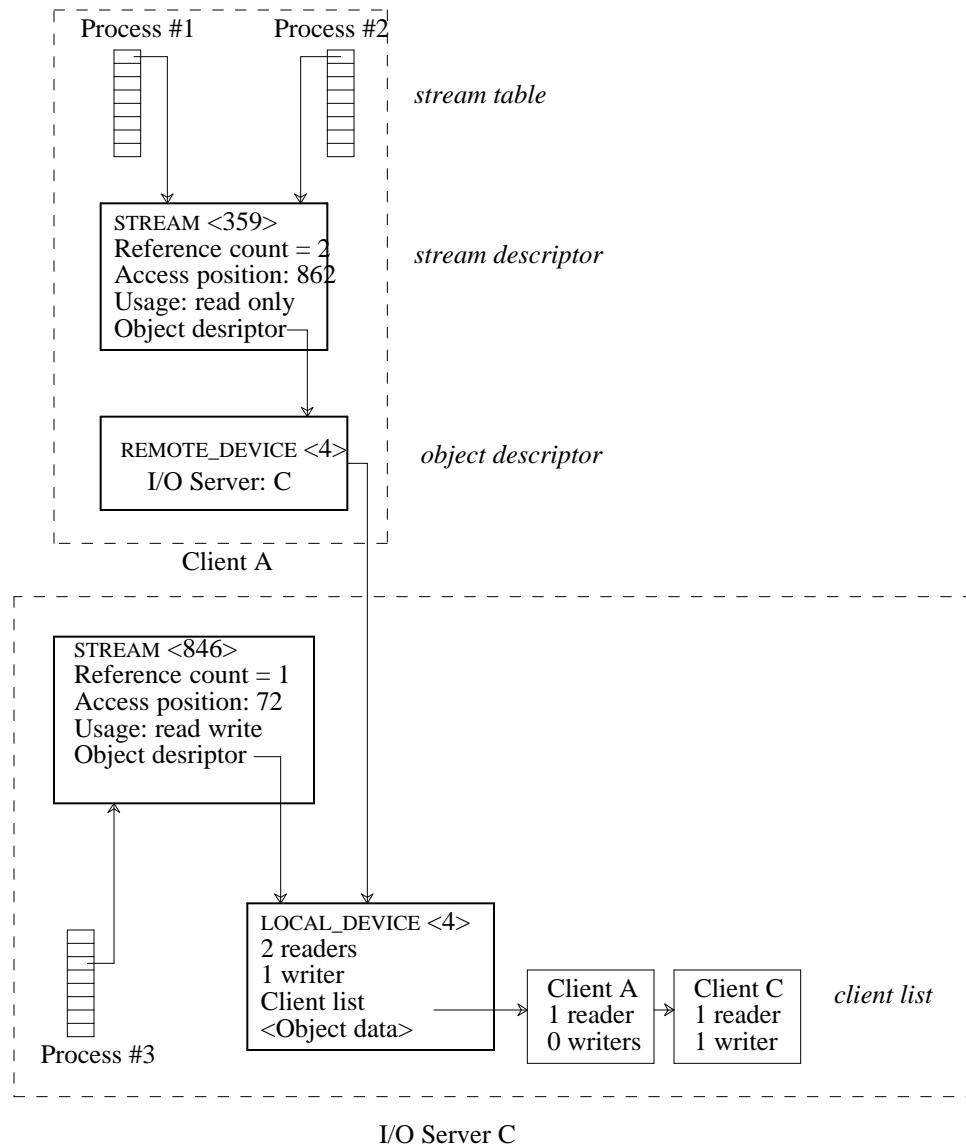 Process #1
Process #2
stream table
STREAM <359>
Reference count = 2
Access position: 862
Usage: read only
Object desriptor
stream descriptor
REMOTE_DEVICE <4>
I/O Server: C
object descriptor
Client A
STREAM <846>
Reference count = 1
Access position: 72
Usage: read write
Object desriptor
LOCAL_DEVICE <4>
2 readers
1 writer
Client list
<Object data>
Client A
1 reader
0 writers
Client C
1 reader
1 writer
client list
Process #3
I/O Server C